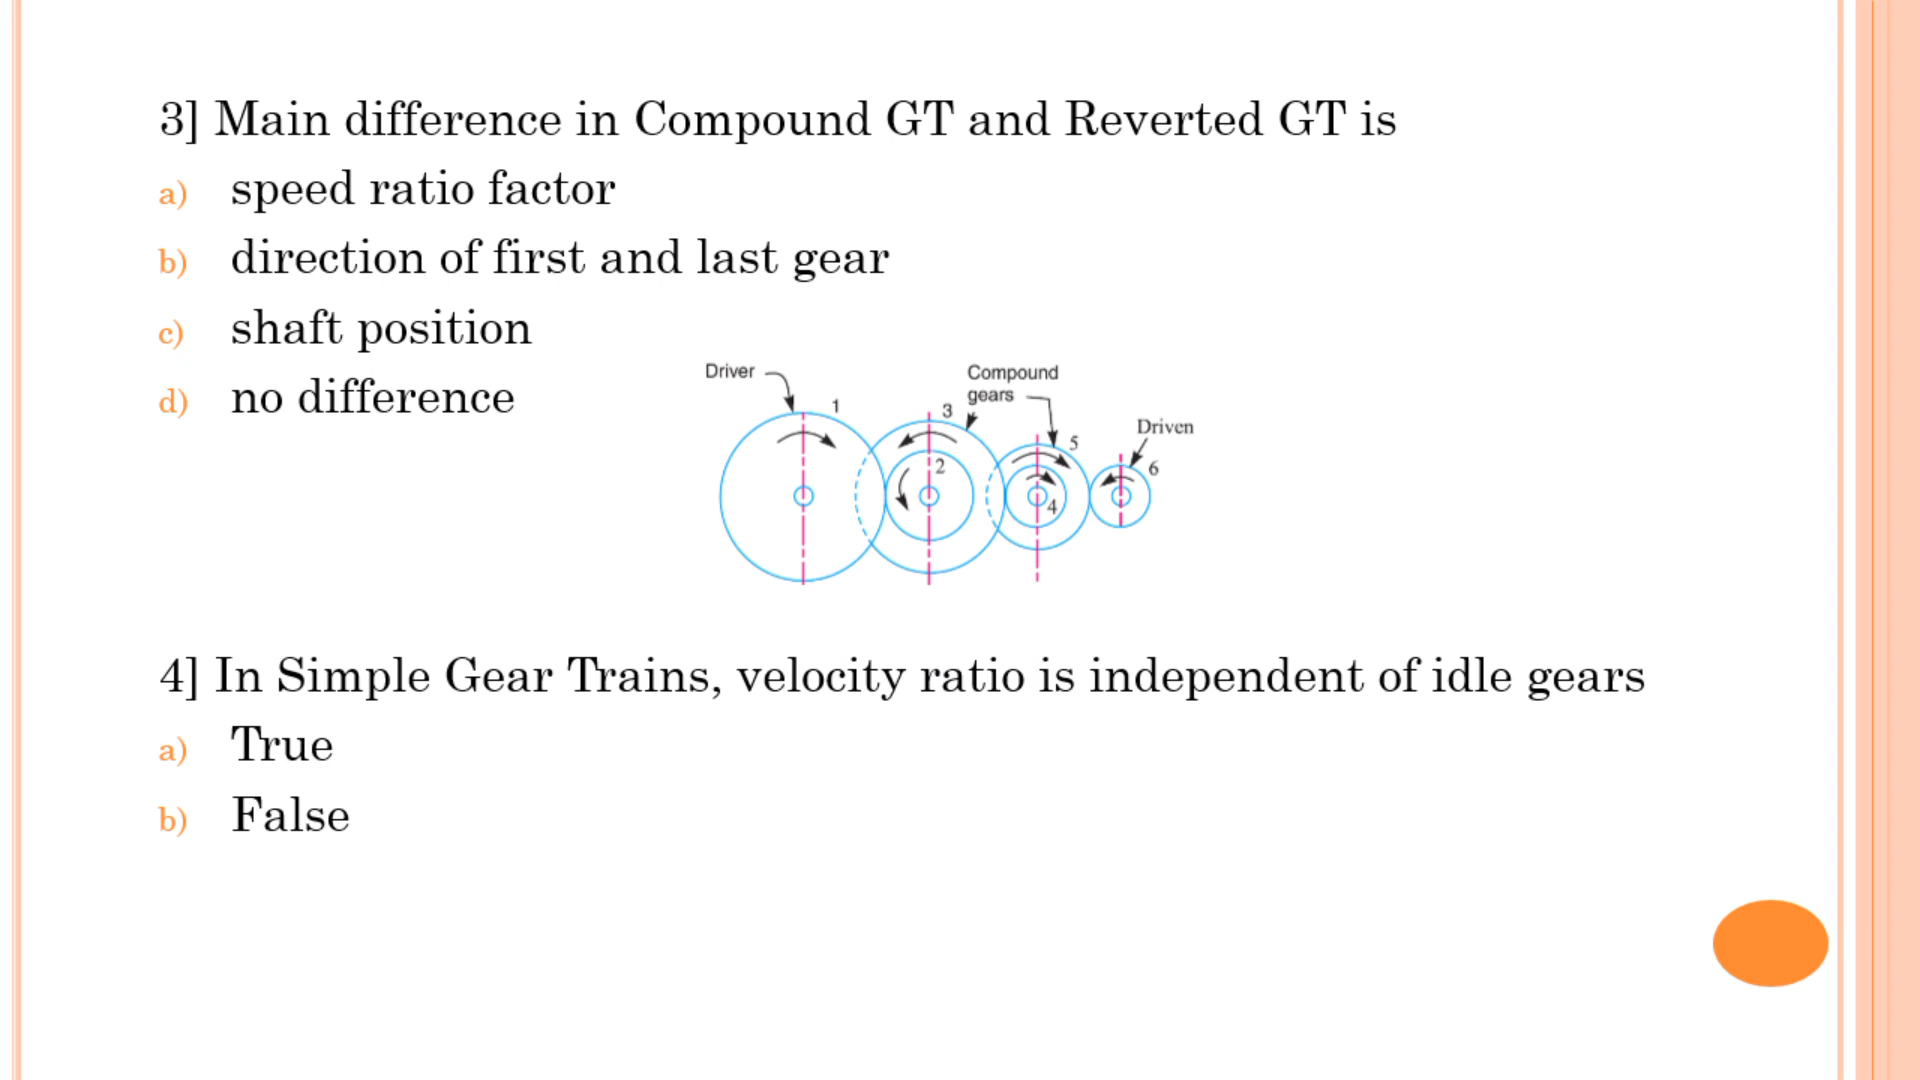 3] Main difference in Compound GT and Reverted GT is
a) speed ratio factor
b) direction of first and last gear
c) shaft position
d) no difference
Driver
Compound
gears
Driven
1
3
5
6
2
4
4] In Simple Gear Trains, velocity ratio is independent of idle gears
a) True
b) False